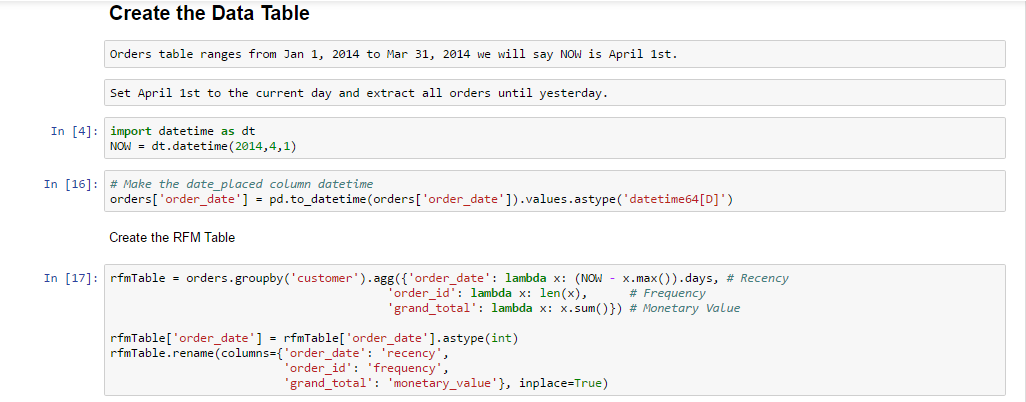 Create the Data Table
Orders table ranges from Jan 1, 2014 to Mar 31, 2014 we will say NOW is April 1st.
Set April 1st to the current day and extract all orders until yesterday.
In [4]: import datetime as dt
NOW = dt.datetime(2014,4,1)
In [16]: # Make the date_placed column datetime
orders['order_date'] = pd.to_datetime(orders['order_date']).values.astype('datetime64[D]')
Create the RFM Table
In [17]: rfmTable = orders.groupby('customer').agg({'order_date': lambda x: (NOW - x.max()).days, # Recency
'order_id': lambda x: len(x),      # Frequency
'grand_total': lambda x: x.sum()}) # Monetary Value
rfmTable['order_date'] = rfmTable['order_date'].astype(int)
rfmTable.rename(columns={'order_date': 'recency',
'order_id': 'frequency',
'grand_total': 'monetary_value'}, inplace=True)